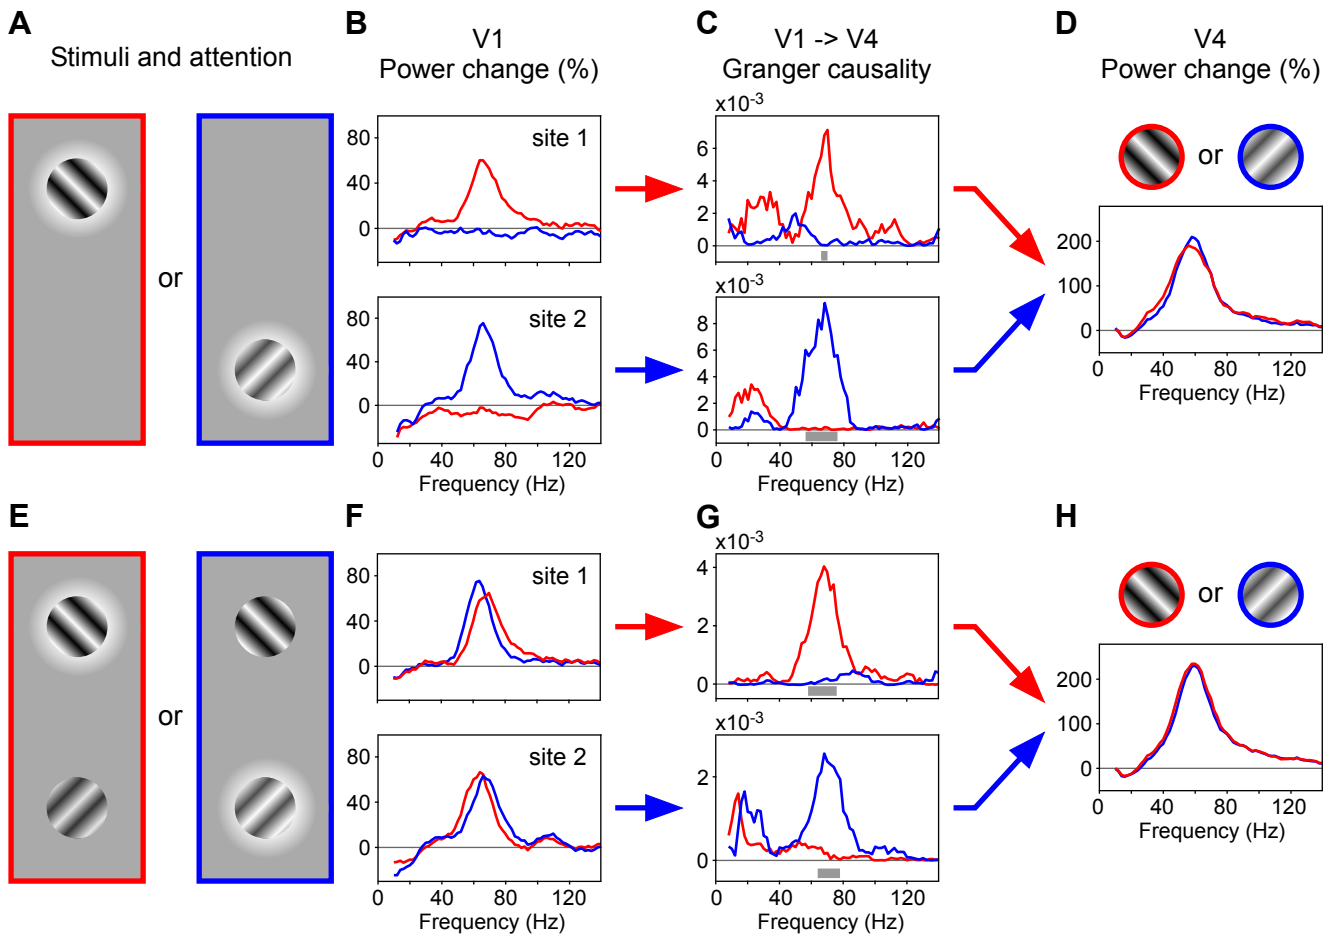 A
Stimuli and attention
or
B
V1
Power change (%)
site 1
80
40
0
site 2
80
40
0
0 40 80 120
Frequency (Hz)
C
V1 -> V4
Granger causality
x10-3
6
4
2
0
x10-3
8
6
4
2
0
0 40 80 120
Frequency (Hz)
D
V4
Power change (%)
or
200
100
0
0 40 80 120
Frequency (Hz)
E
or
F
site 1
80
40
0
site 2
80
40
0
0 40 80 120
Frequency (Hz)
G
x10-3
4
2
0
x10-3
2
0
0 40 80 120
Frequency (Hz)
H
or
200
100
0
0 40 80 120
Frequency (Hz)